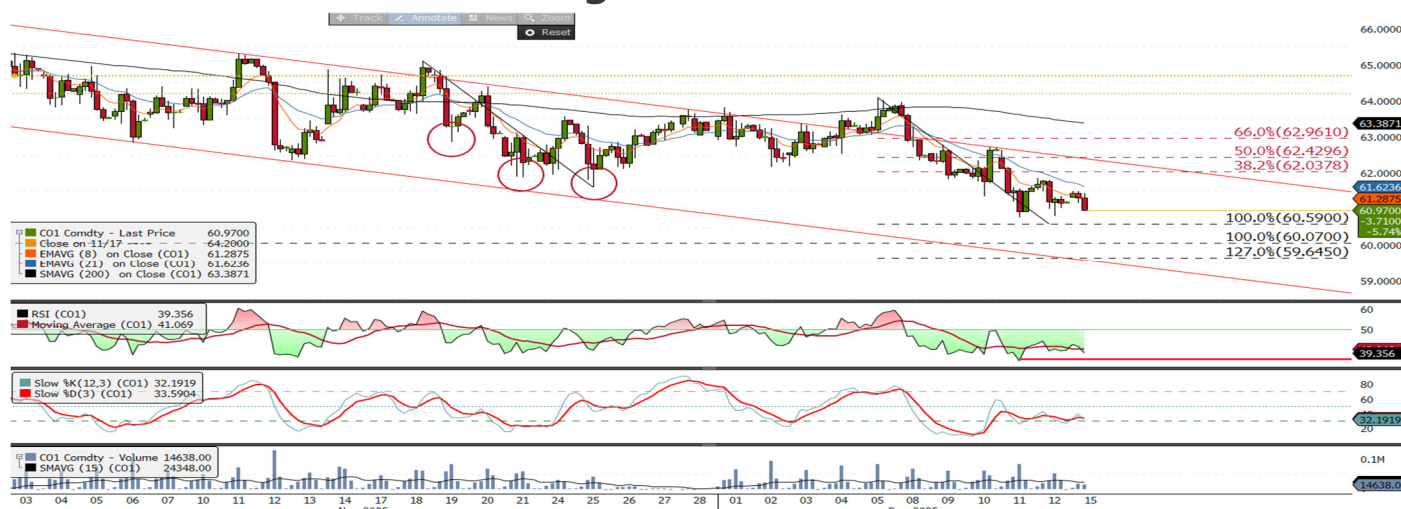 Track Annotate News Zoom
Reset
66.0000
65.0000
64.0000
63.3871
63.0000
66.0%(62.9610)
50.0%(62.4296)
38.2%(62.0378)
62.0000
61.6236
61.2875
60.9700
-3.7100
-5.74%
100.0%(60.5900)
100.0%(60.0700)
60.0000
127.0%(59.6450)
59.0000
CO1 Comdty - Last Price 60.9700
Close on 11/17 64.2000
EMAVG (8) on Close (CO1) 61.2875
EMAVG (21) on Close (CO1) 61.6236
SMAVG (200) on Close (CO1) 63.3871
RSI (CO1) 39.356
Moving Average (CO1) 41.069
60
50
39.356
Slow %K(12,3) (CO1) 32.1919
Slow %D(3) (CO1) 33.5904
80
60
32.1919
20
CO1 Comdty - Volume 14638.00
SMAVG (15) (CO1) 24348.00
0.1M
14638.0
03 04 05 06 07 10 11 12 13 14 17 18 19 20 21 24 25 26 27 28 01 02 03 04 05 08 09 10 11 12 15